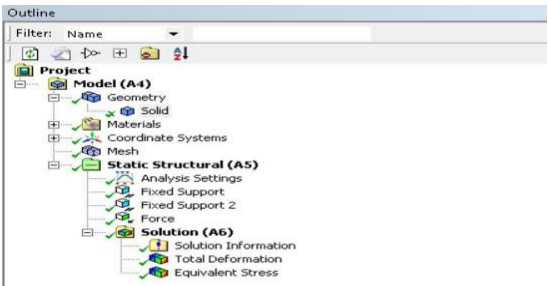 Outline
Filter: Name
Project
Model (A4)
Geometry
Solid
Materials
Coordinate Systems
Mesh
Static Structural (A5)
Analysis Settings
Fixed Support
Fixed Support 2
Force
Solution (A6)
Solution Information
Total Deformation
Equivalent Stress